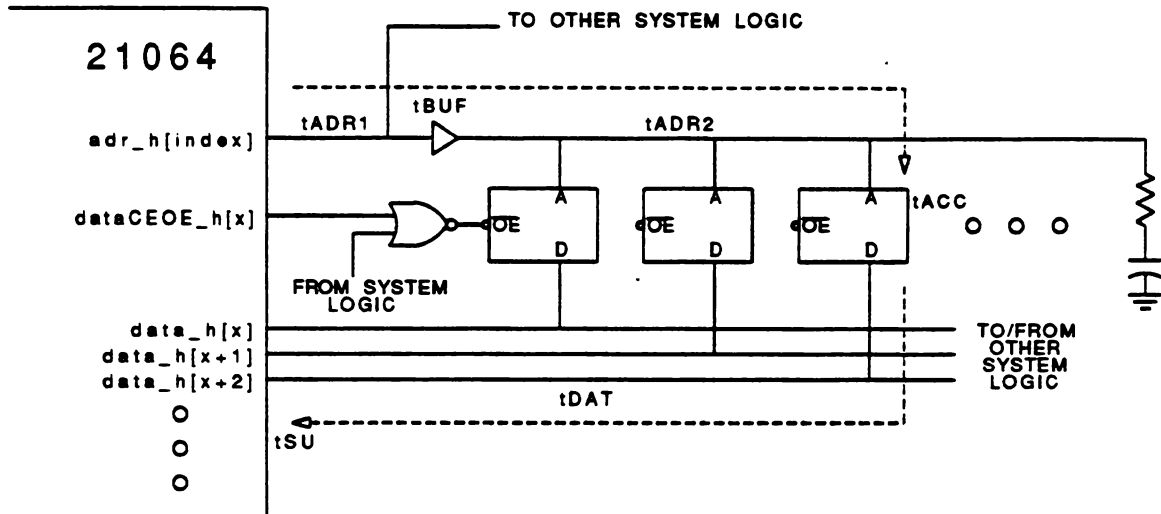 TO OTHER SYSTEM LOGIC
21064
tBUF
tADR1
tADR2
adr_h[index]
A
A
A
tACC
dataCEOE_h[x]
OE
OE
OE
D
D
D
FROM SYSTEM
LOGIC
data_h[x]
data_h[x+1]
data_h[x+2]
TO/FROM
OTHER
SYSTEM
LOGIC
tDAT
tSU